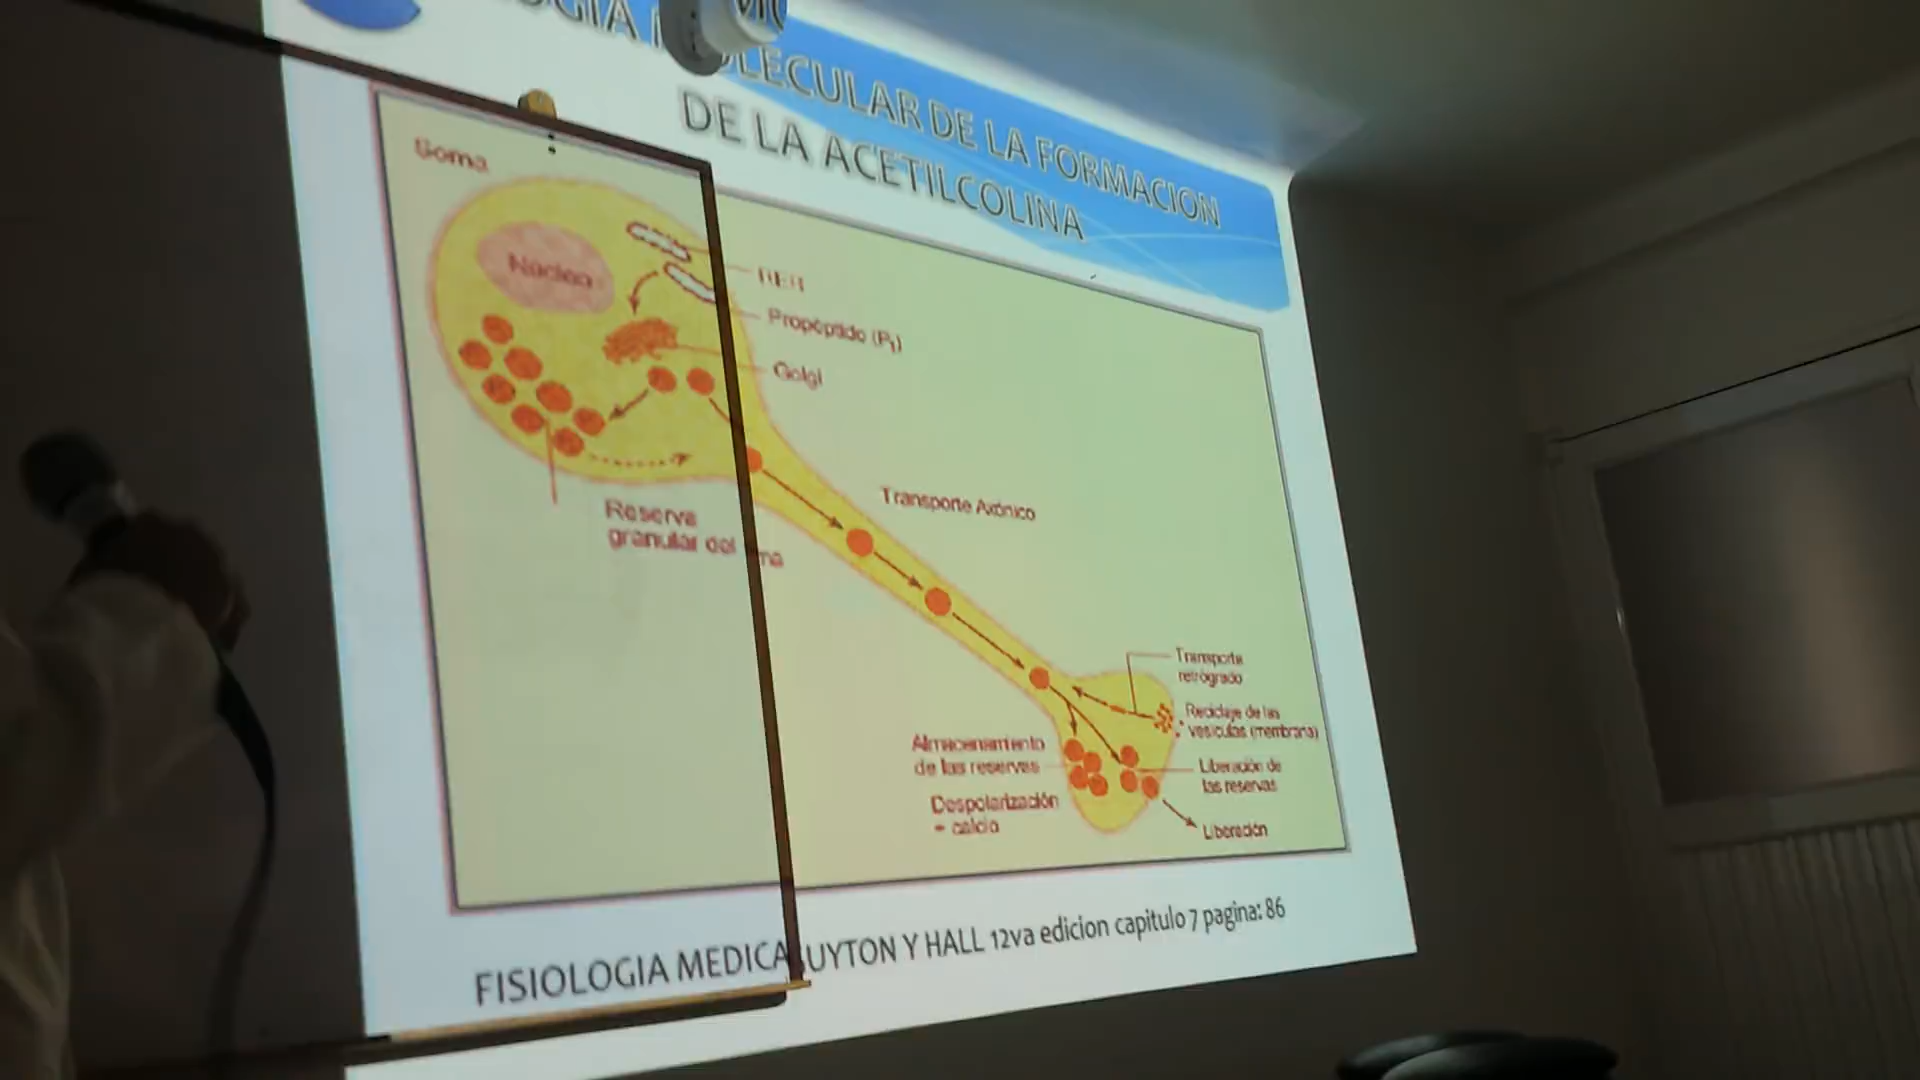 MOLECULAR DE LA FORMACION
DE LA ACETILCOLINA
Soma
Núcleo
RER
Propéptido (P₁)
Golgi
Transporte Axónico
Reserva
granular del
Transporte
retrógrado
Reciclaje de las
vesículas (membrana)
Almacenamiento
de las reservas
Liberación de
las reservas
Despolarización
+ calcio
Liberación
FISIOLOGIA MEDICA UYTON Y HALL 12va edicion capitulo 7 pagina: 86